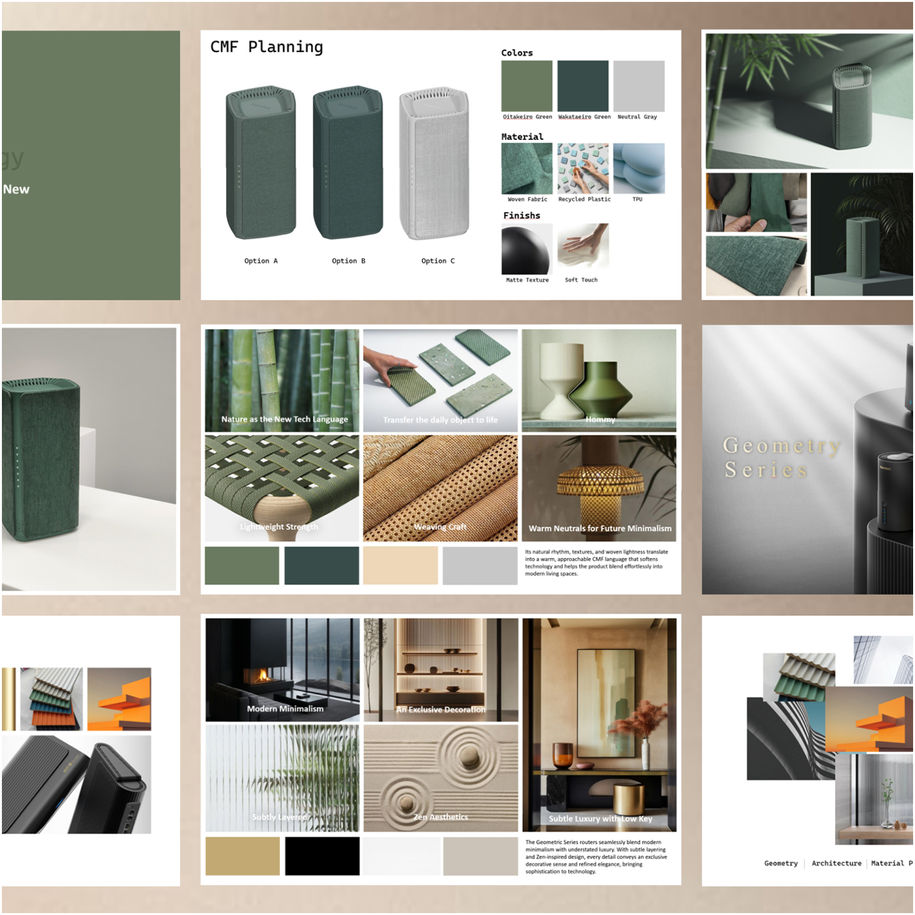 gy
New
CMF Planning
Option A
Option B
Option C
Colors
Oitakeiro Green
Wakataeiro Green
Neutral Gray
Material
Woven Fabric
Recycled Plastic
TPU
Finishs
Matte Texture
Soft Touch
Nature as the New Tech Language
Transfer the daily object to life
Hommy
Lightweight Strength
Weaving Craft
Warm Neutrals for Future Minimalism
Its natural rhythm, textures, and woven lightness translate
into a warm, approachable CMF language that softens
technology and helps the product blend effortlessly into
modern living spaces.
Geometry
Series
Modern Minimalism
An Exclusive Decoration
Subtly Layered
Zen Aesthetics
Subtle Luxury with Low Key
The Geometric Series routers seamlessly blend modern
minimalism with understated luxury. With subtle layering
and Zen-inspired design, every detail conveys an exclusive
decorative sense and refined elegance, bringing
sophistication to technology.
Geometry | Architecture | Material P